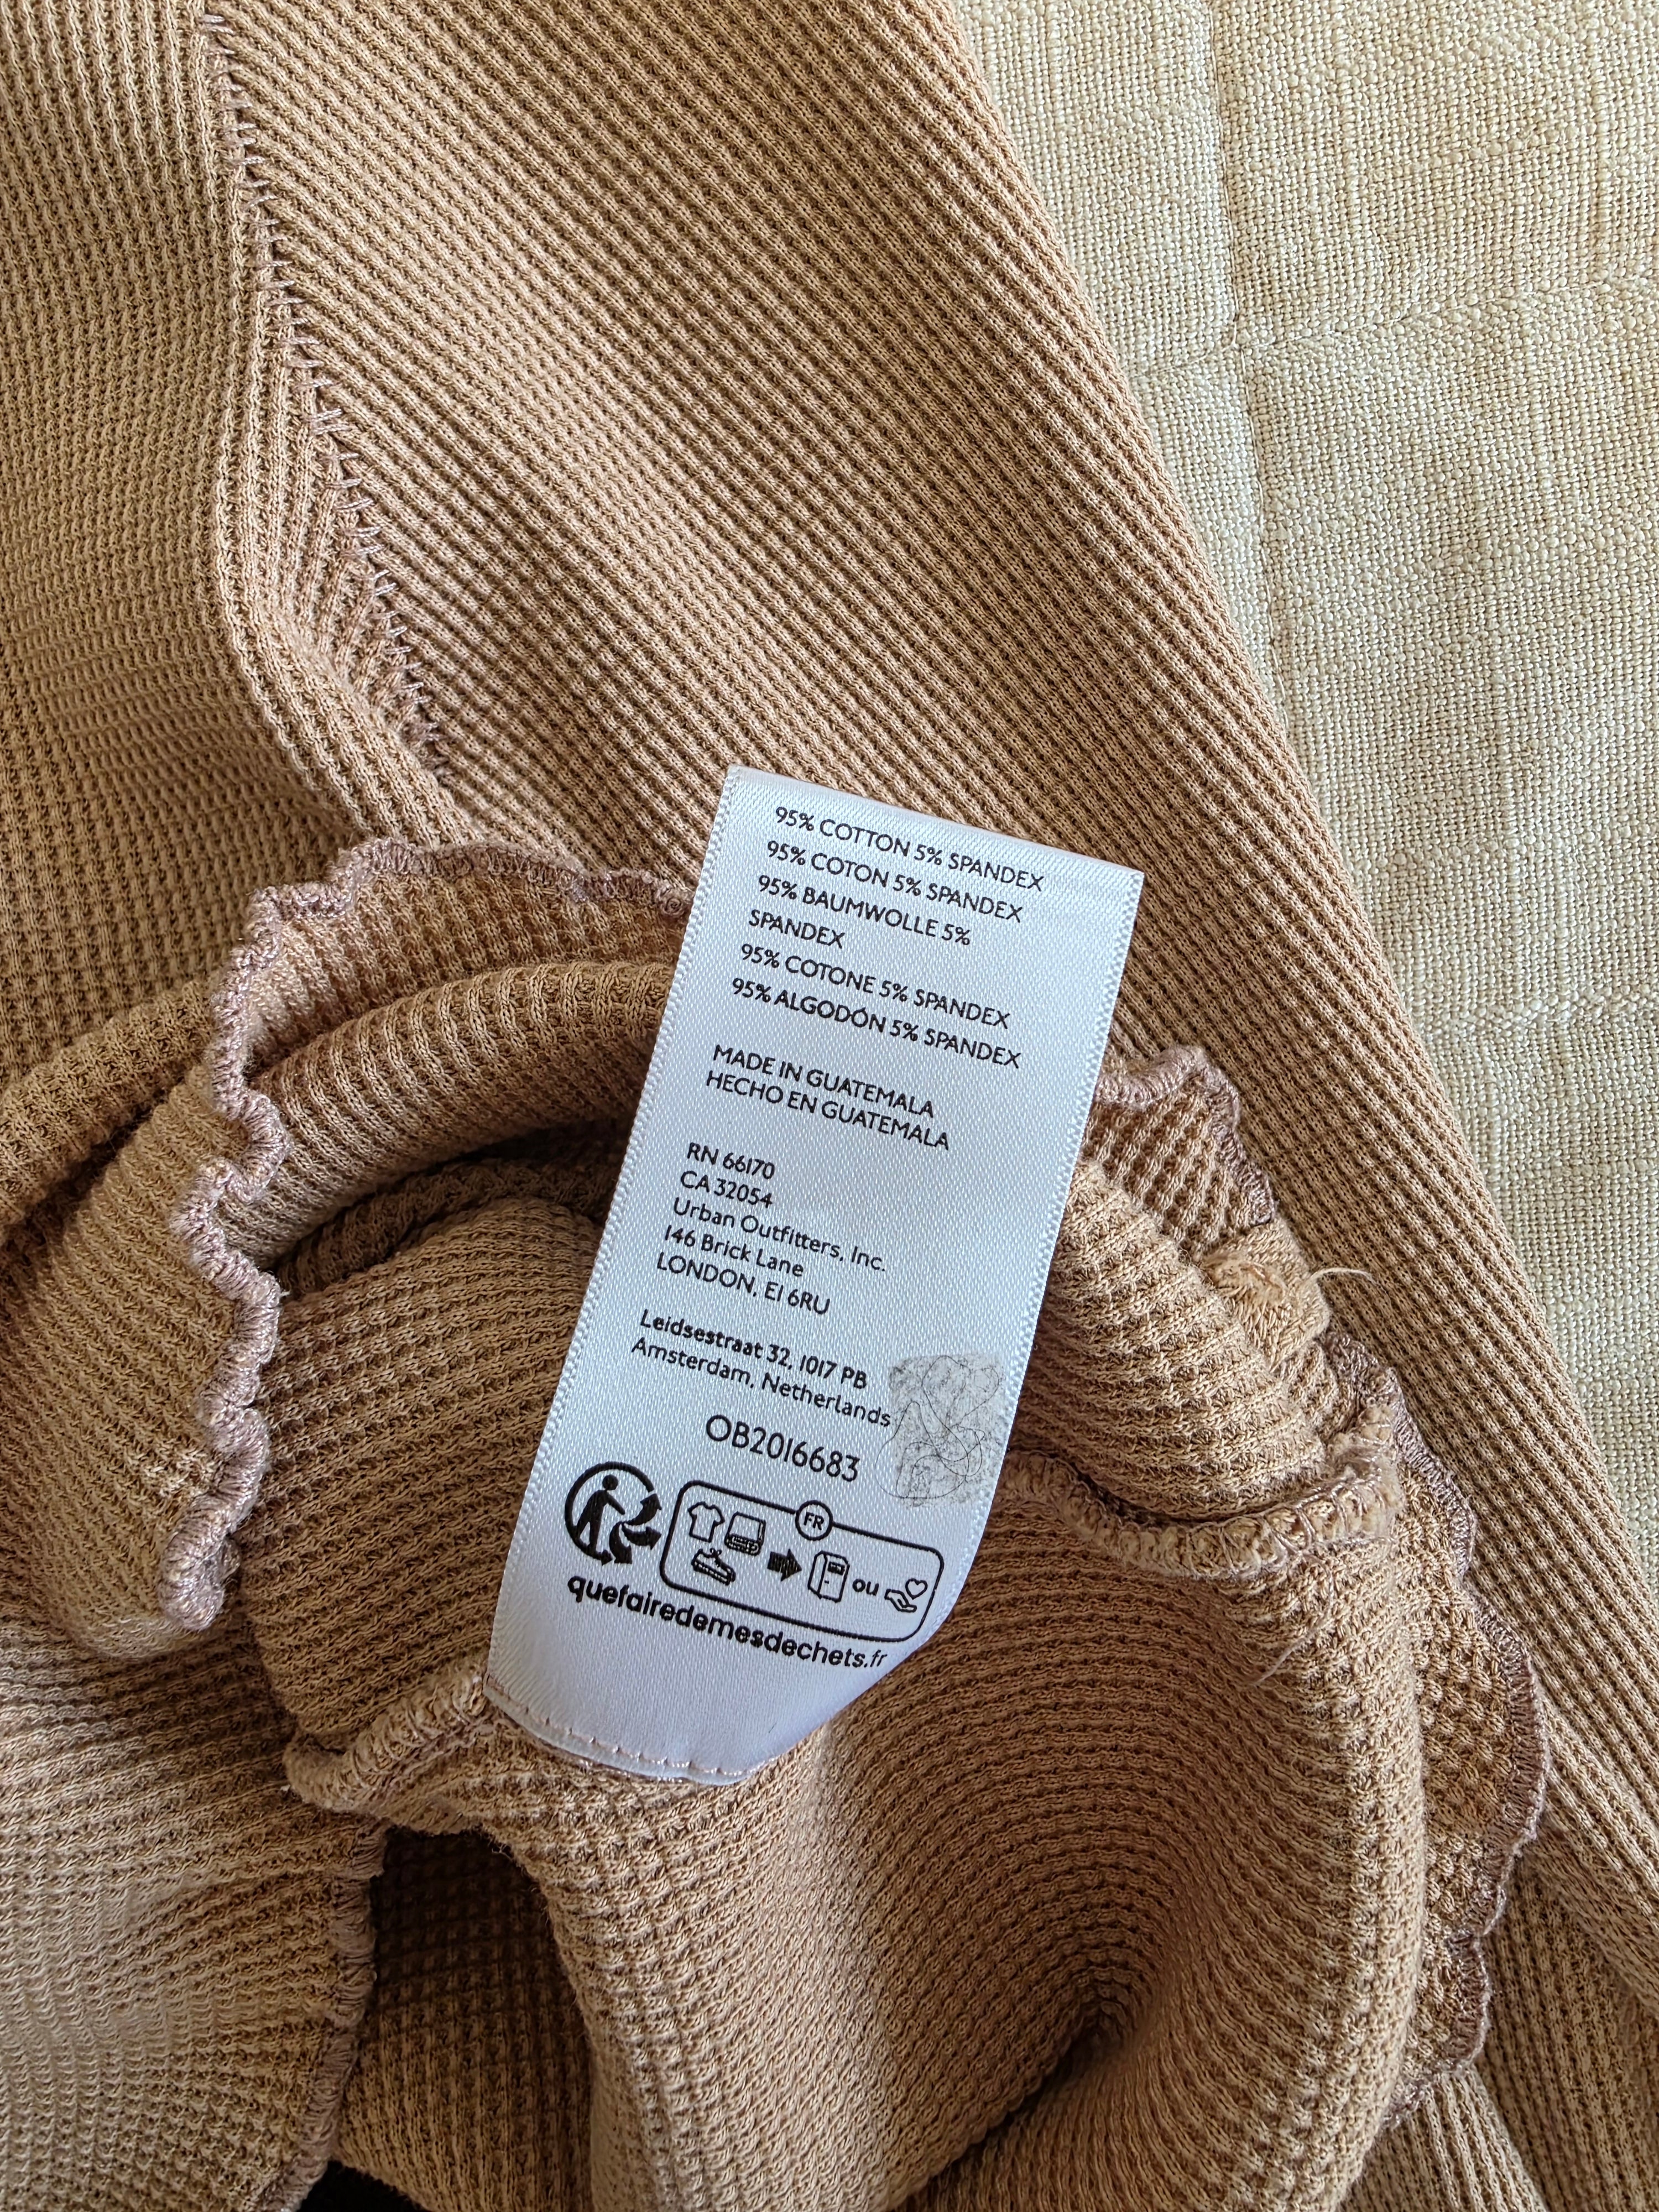 95% COTTON 5% SPANDEX
95% COTON 5% SPANDEX
95% BAUMWOLLE 5%
SPANDEX
95% COTONE 5% SPANDEX
95% ALGODÓN 5% SPANDEX
MADE IN GUATEMALA
HECHO EN GUATEMALA
RN 66170
CA 32054
Urban Outfitters, Inc.
146 Brick Lane
LONDON, E1 6RU
Leidsestraat 32, 1017 PB
Amsterdam, Netherlands
OB2016683
FR
ou
quefairedemesdechets.fr